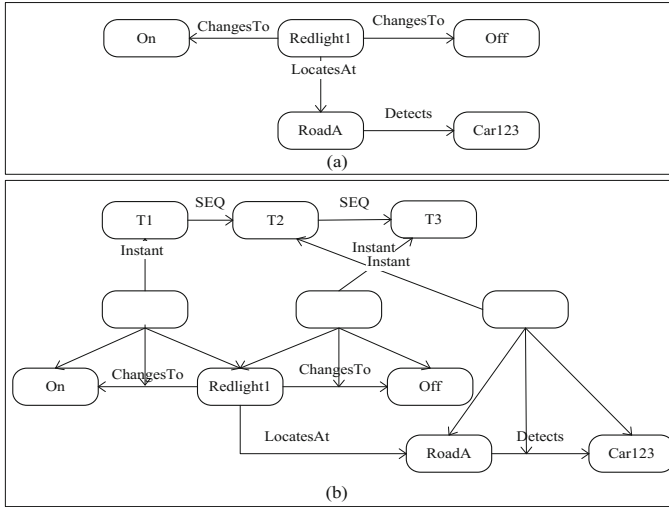 ChangesTo
ChangesTo
On
Redlight1
Off
LocatesAt
Detects
RoadA
Car123
(a)
SEQ
SEQ
T1
T2
T3
Instant
Instant
Instant
On
ChangesTo
Redlight1
ChangesTo
Off
LocatesAt
Detects
RoadA
Car123
(b)